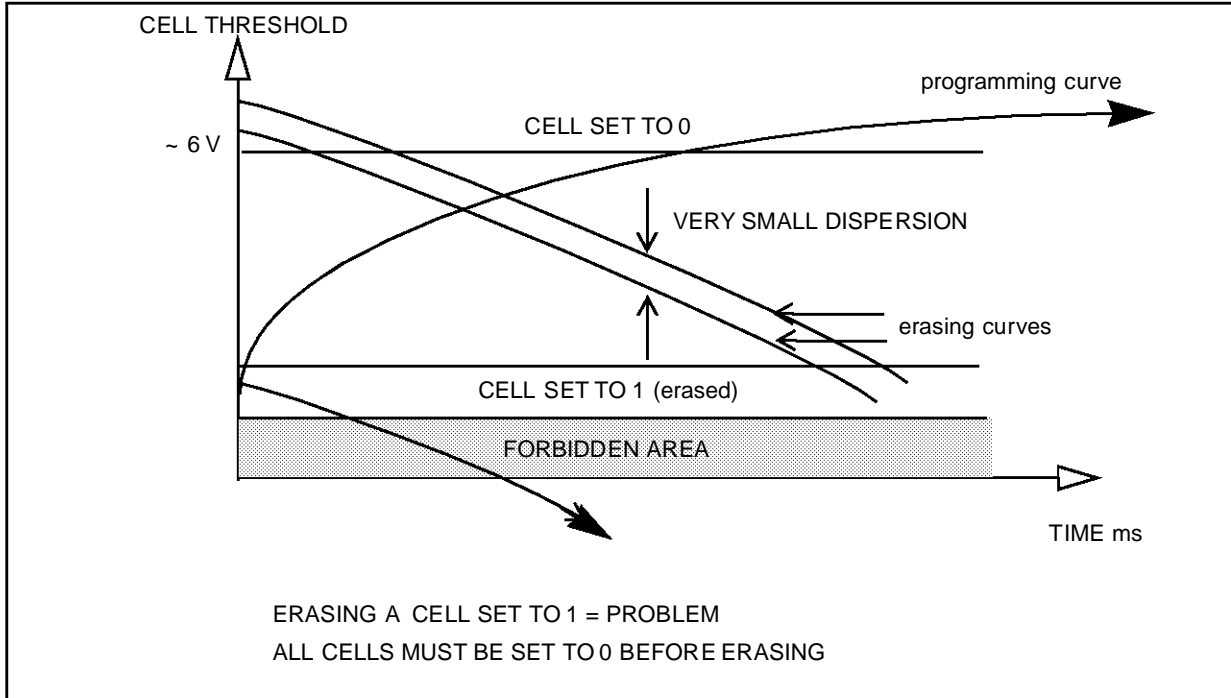 CELL THRESHOLD
programming curve
CELL SET TO 0
~ 6 V
VERY SMALL DISPERSION
erasing curves
CELL SET TO 1 (erased)
FORBIDDEN AREA
TIME ms
ERASING A CELL SET TO 1 = PROBLEM
ALL CELLS MUST BE SET TO 0 BEFORE ERASING